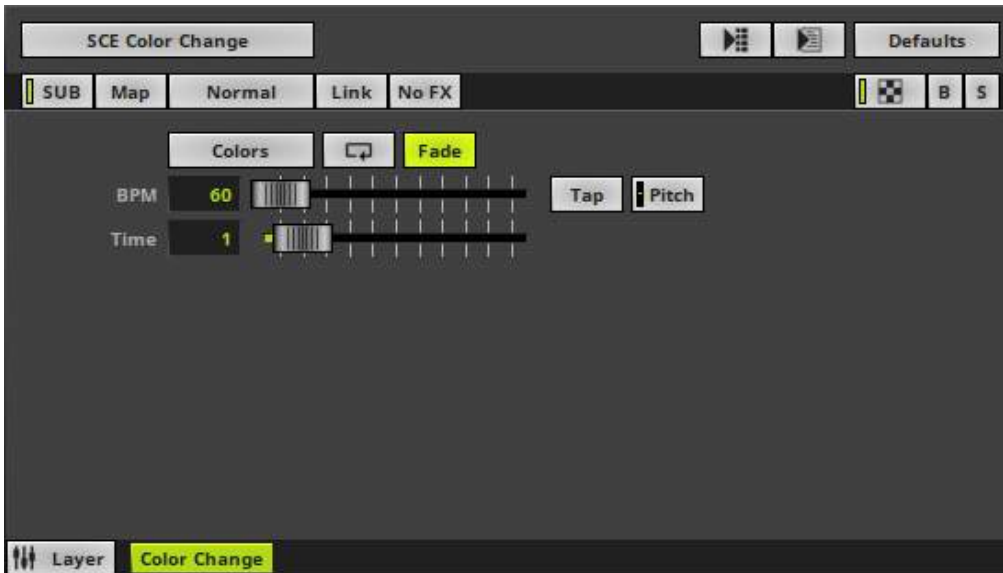 SCE Color Change Defaults
SUB Map Normal Link No FX B S
Colors Fade
BPM 60 Tap Pitch
Time 1
Layer Color Change